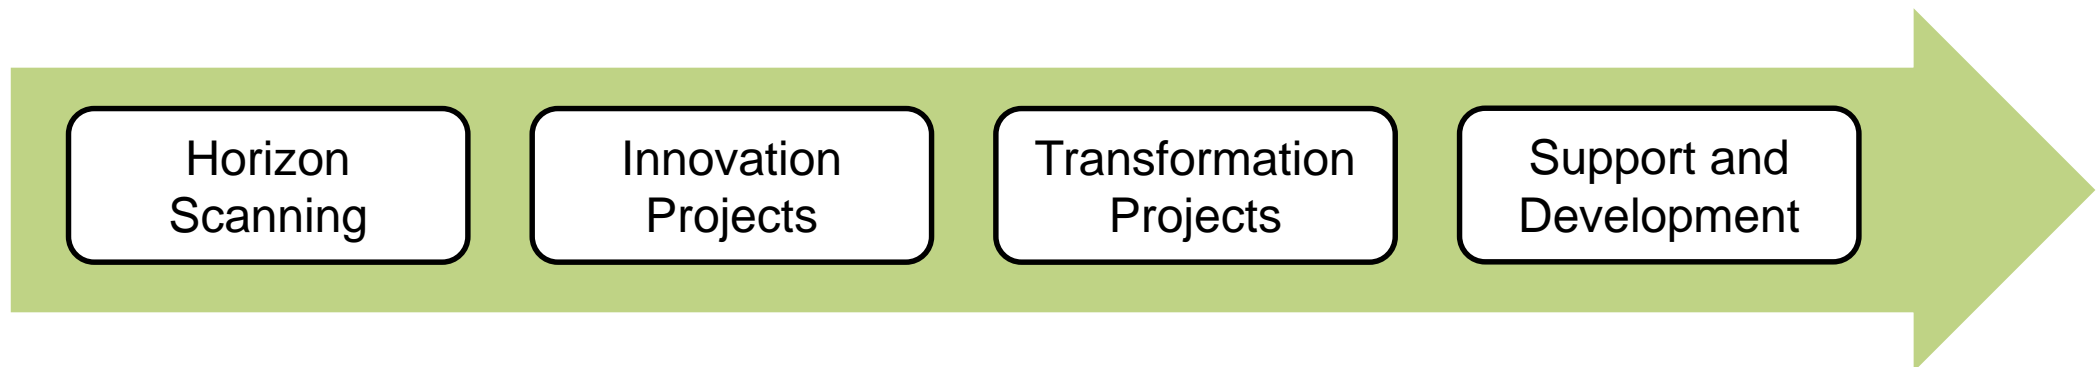 Horizon
Scanning
Innovation
Projects
Transformation
Projects
Support and
Development